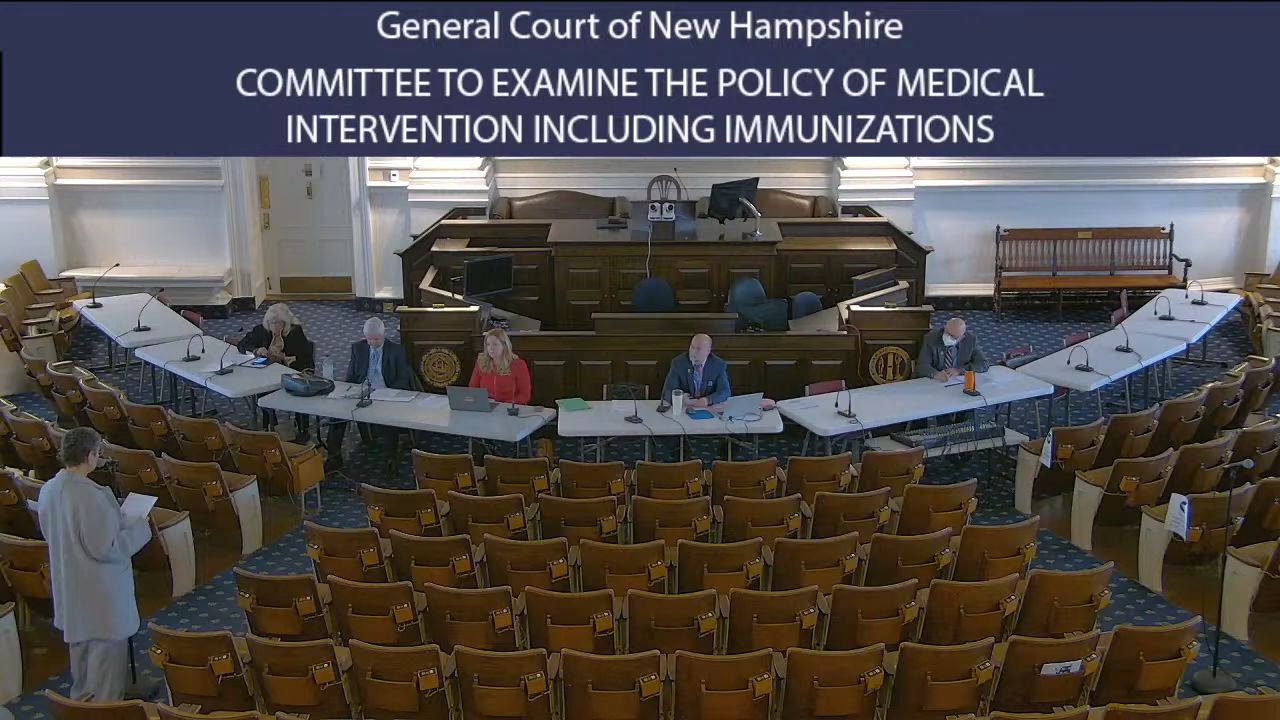 General Court of New Hampshire
COMMITTEE TO EXAMINE THE POLICY OF MEDICAL
INTERVENTION INCLUDING IMMUNIZATIONS